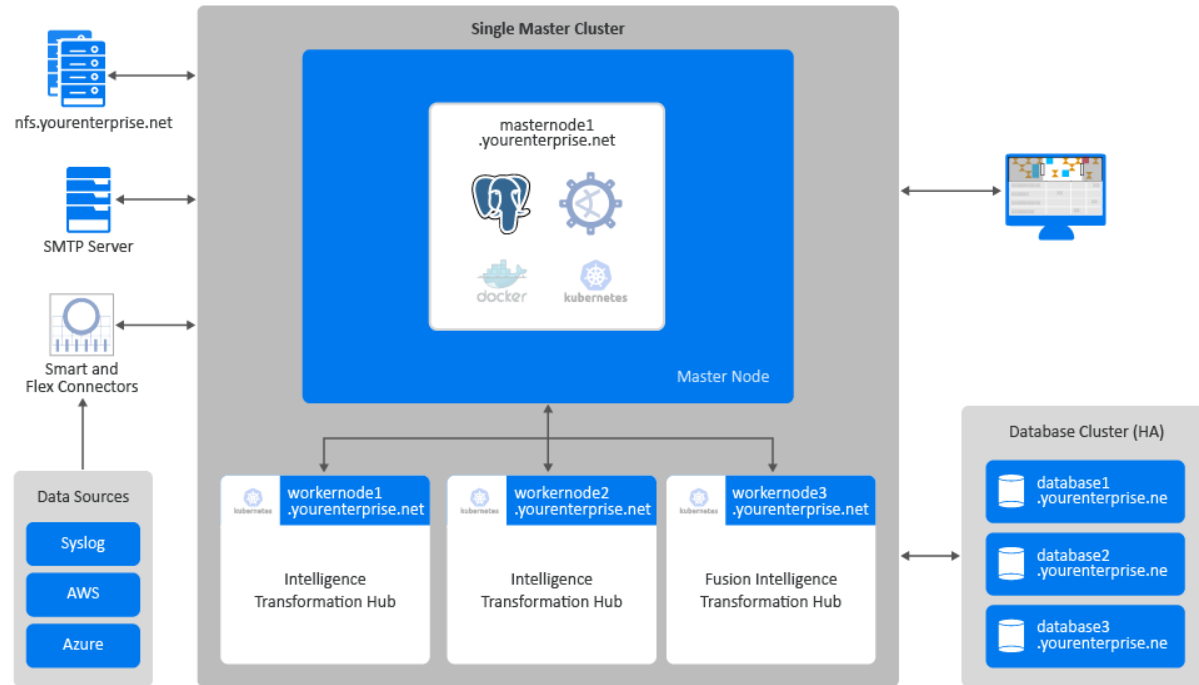 Single Master Cluster
nfs.yourenterprise.net
SMTP Server
Smart and
Flex Connectors
Data Sources
Syslog
AWS
Azure
masternode1
.yourenterprise.net
docker
kubernetes
Master Node
kubernetes
workernode1
.yourenterprise.net
Intelligence
Transformation Hub
kubernetes
workernode2
.yourenterprise.net
Intelligence
Transformation Hub
kubernetes
workernode3
.yourenterprise.net
Fusion Intelligence
Transformation Hub
Database Cluster (HA)
database1
.yourenterprise.ne
database2
.yourenterprise.ne
database3
.yourenterprise.ne